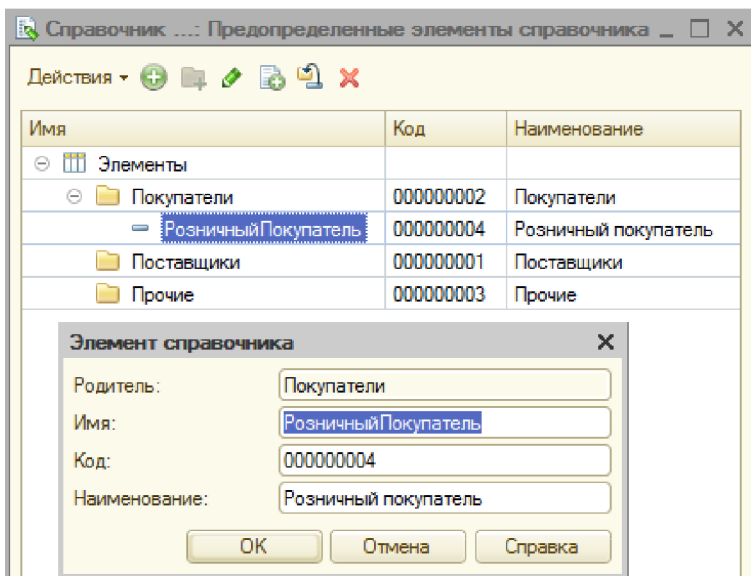 Справочник ...: Предопределенные элементы справочника
Действия
Имя Код Наименование
Элементы
Покупатели 000000002 Покупатели
РозничныйПокупатель 000000004 Розничный покупатель
Поставщики 000000001 Поставщики
Прочие 000000003 Прочие
Элемент справочника
Родитель: Покупатели
Имя: РозничныйПокупатель
Код: 000000004
Наименование: Розничный покупатель
OK Отмена Справка